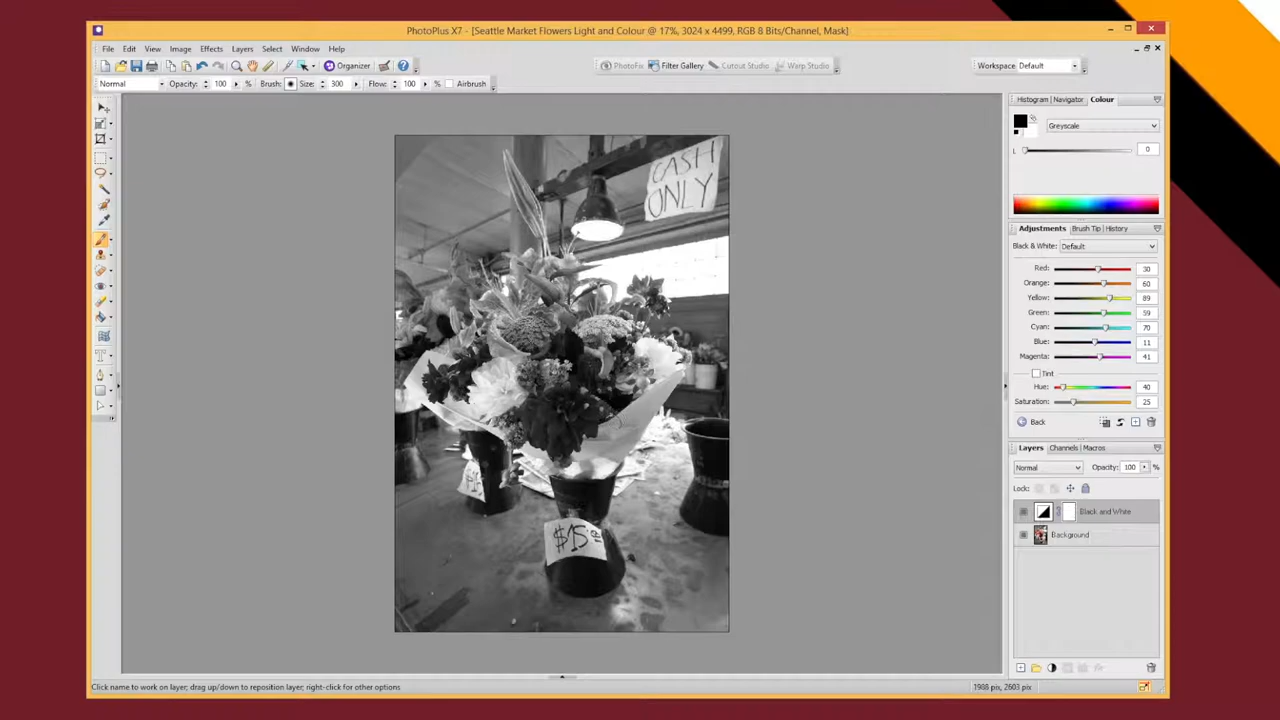 PhotoPlus X7 - [Seattle Market Flowers Light and Colour @ 17%, 3024 x 4499, RGB 8 Bits/Channel, Mask]
File Edit View Image Effects Layers Select Window Help
Organizer PhotoFix Filter Gallery Cutout Studio Warp Studio Workspace Default
Normal Opacity: 100 % Brush: Size: 300 Flow: 100 % Airbrush
Histogram Navigator Colour
Greyscale
L 0
Adjustments Brush Tip History
Black & White: Default
Red: 30
Orange: 60
Yellow: 89
Green: 59
Cyan: 70
Blue: 11
Magenta: 41
Tint
Hue: 40
Saturation: 25
Back
Layers Channels Macros
Normal Opacity: 100 %
Lock:
Black and White
Background
CASH
ONLY
$15
Click name to work on layer; drag up/down to reposition layer; right-click for other options
1988 pix, 2603 pix